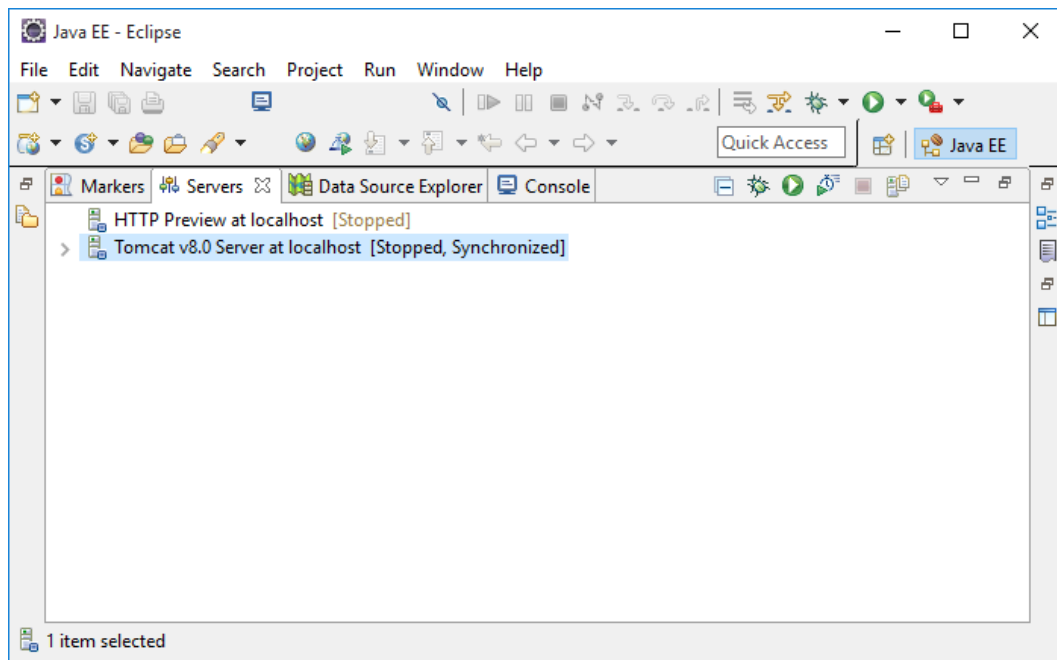 Java EE - Eclipse
File Edit Navigate Search Project Run Window Help
Quick Access
Java EE
Markers Servers Data Source Explorer Console
HTTP Preview at localhost [Stopped]
Tomcat v8.0 Server at localhost [Stopped, Synchronized]
1 item selected